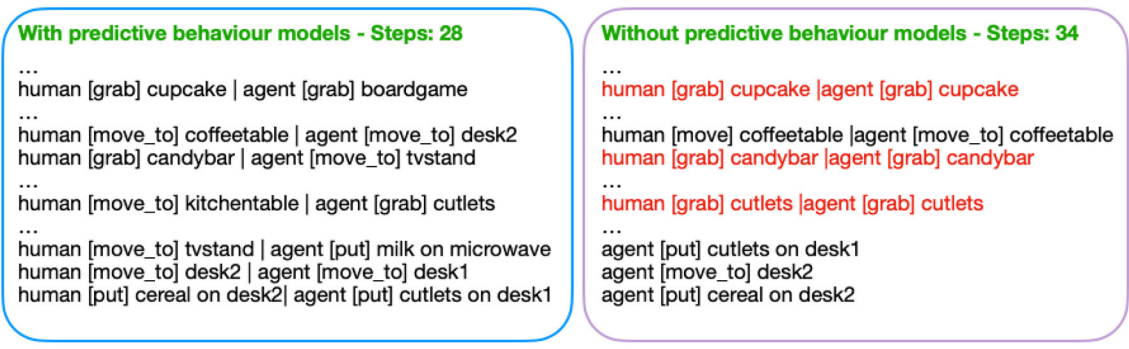 With predictive behaviour models - Steps: 28
...
human [grab] cupcake | agent [grab] boardgame
...
human [move_to] coffeetable | agent [move_to] desk2
human [grab] candybar | agent [move_to] tvstand
...
human [move_to] kitchentable | agent [grab] cutlets
...
human [move_to] tvstand | agent [put] milk on microwave
human [move_to] desk2 | agent [move_to] desk1
human [put] cereal on desk2| agent [put] cutlets on desk1
Without predictive behaviour models - Steps: 34
...
human [grab] cupcake |agent [grab] cupcake
...
human [move] coffeetable |agent [move_to] coffeetable
human [grab] candybar |agent [grab] candybar
...
human [grab] cutlets |agent [grab] cutlets
...
agent [put] cutlets on desk1
agent [move_to] desk2
agent [put] cereal on desk2